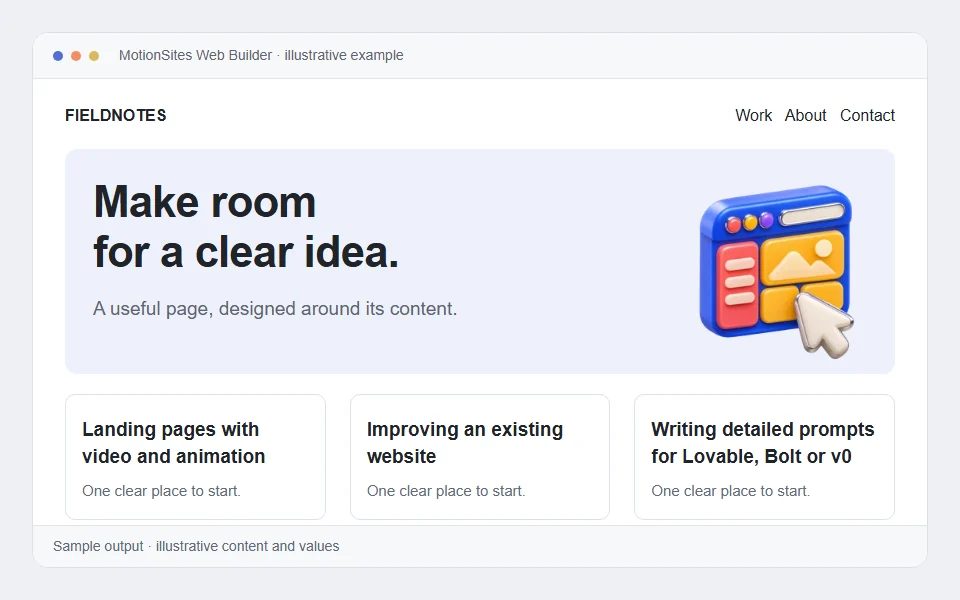 MotionSites Web Builder · illustrative example
FIELDNOTES
Work About Contact
Make room
for a clear idea.
A useful page, designed around its content.
Landing pages with
video and animation
One clear place to start.
Improving an existing
website
One clear place to start.
Writing detailed prompts
for Lovable, Bolt or v0
One clear place to start.
Sample output · illustrative content and values